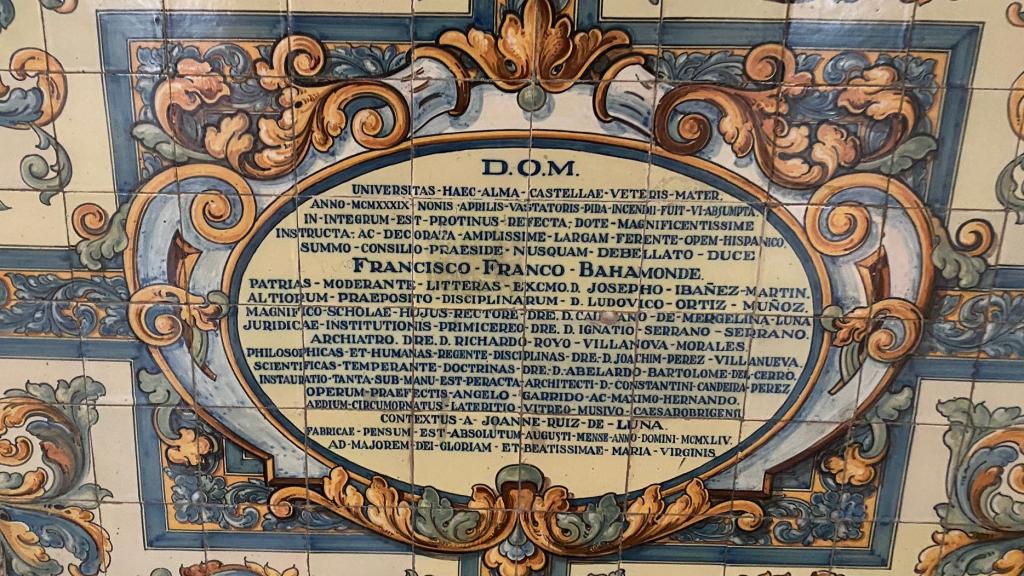 D.O.M.
UNIVERSITAS-HAEC-ALMA-CASTELLAE-VETERIS-MATER,
ANNO-MCMXXXIX NONIS APRILIS-VASTATORIS-PIRA-INCENDII-FUIT-VI-ABSUMPTA
IN-INTEGRUM-EST-PROTINUS-REFECTA, DOTE-MAGNIFICENTISSIME
INSTRUCTA, AC-DECORATA-AMPLISSIME-LARGAM-FERENTE-OPEM-HISPANICO
SUMMO-CONSILIO-PRAESIDE-NUSQUAM-DEBELLATO-DUCE
FRANCISCO-FRANCO-BAHAMONDE,
PATRIAS-MODERANTE-LITTERAS-EXCMO.D. JOSEPHO-IBAÑEZ-MARTIN,
ALTIORUM-PRAEPOSITO-DISCIPLINARUM-D. LUDOVICO-ORTIZ-MUÑOZ.
MAGNIFICO-SCHOLAE-HUJUS-RECTORE-DRE. D. CAIETANO-DE-MERGELINA-LUNA
JURIDICAE-INSTITUTIONIS-PRIMICEREO-DRE. D. IGNATIO-SERRANO-SERRANO.
ARCHIATRO. DRE. D. RICHARDO-ROYO-VILLANOVA-MORALES.
PHILOSOPHICAS-ET-HUMANAS-REGENTE-DISCIPLINAS-DRE-D. JOACHIM-PEREZ-VILLANUEVA.
SCIENTIFICAS-TEMPERANTE-DOCTRINAS-DRE-D. ABELARDO-BARTOLOME-DEL-CERRO.
INSTAURATIO-TANTA-SUB-MANU-EST-PERACTA-ARCHITECTI-D.-CONSTANTINI-CANDEIRA-PEREZ
OPERUM-PRAEFECTIS-ANGELO-GARRIDO-AC-MAXIMO-HERNANDO.
AEDIUM-CIRCUMORNATUS-LATERITIO-VITREO-MUSIVO-CAESAROBRIGENSI
CONTEXTUS-A-JOANNE-RUIZ-DE-LUNA.
FABRICAE-PENSUM-EST-ABSOLUTUM-AUGUSTI-MENSE-ANNO-DOMINI-MCMXLIV.
AD-MAJOREM-DEI-GLORIAM-ET-BEATISSIMAE-MARIA-VIRGINIS